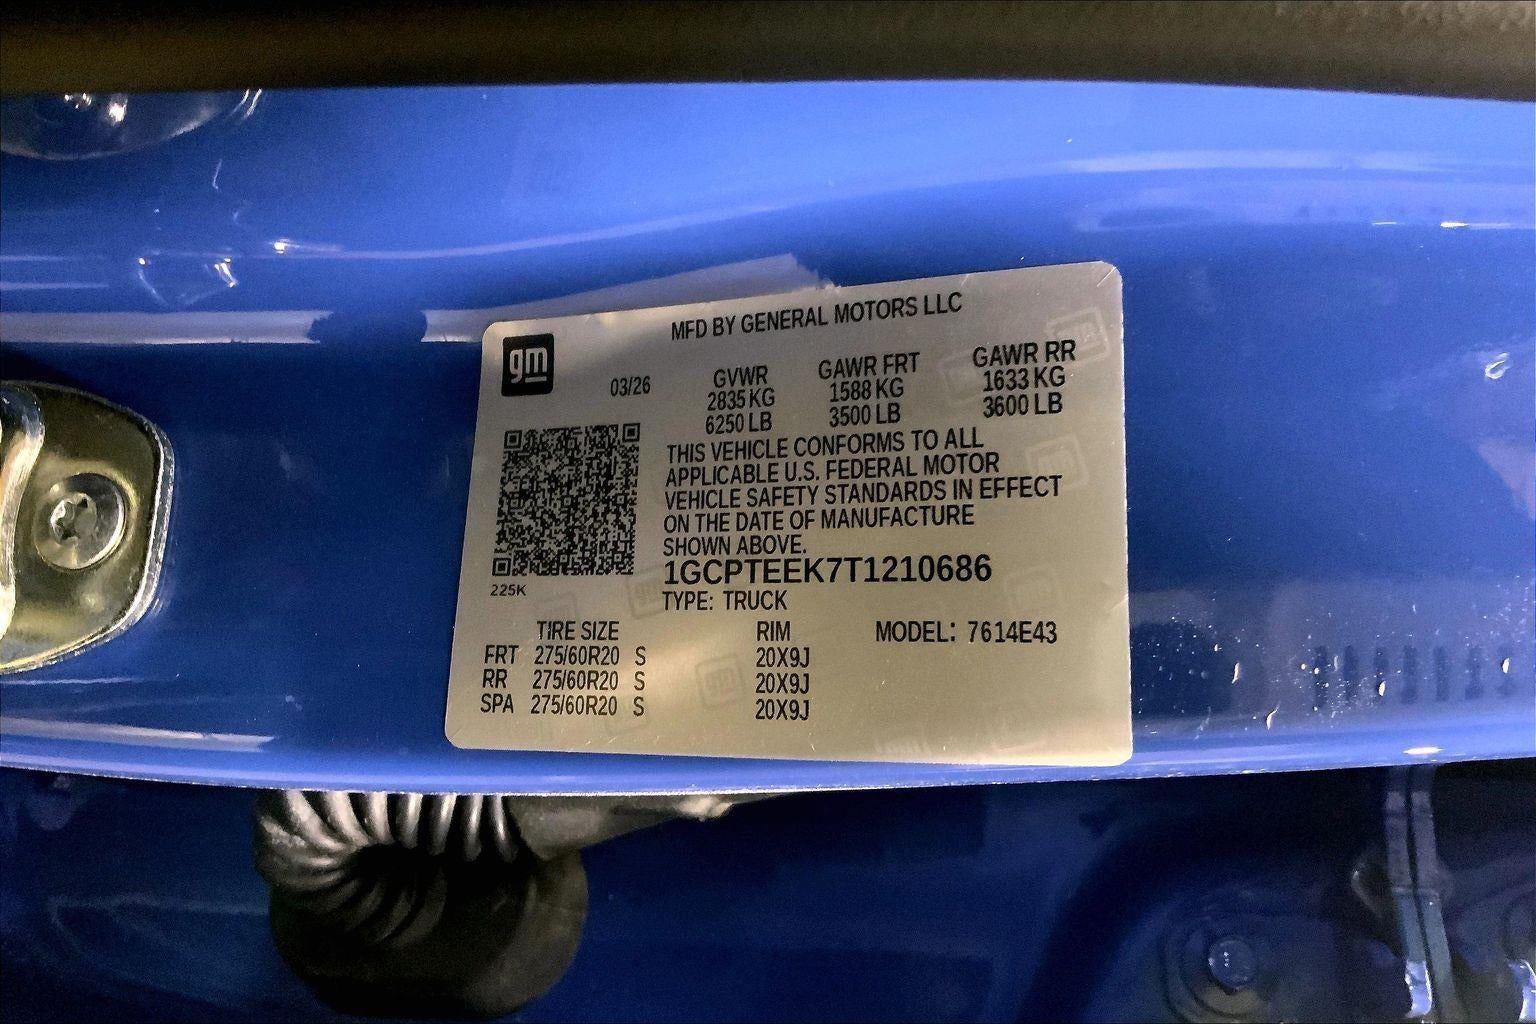 MFD BY GENERAL MOTORS LLC
gm
03/26
GVWR GAWR FRT GAWR RR
2835 KG 1588 KG 1633 KG
6250 LB 3500 LB 3600 LB
THIS VEHICLE CONFORMS TO ALL
APPLICABLE U.S. FEDERAL MOTOR
VEHICLE SAFETY STANDARDS IN EFFECT
ON THE DATE OF MANUFACTURE
SHOWN ABOVE.
225K
1GCPTEEK7T1210686
TYPE: TRUCK
TIRE SIZE RIM MODEL: 7614E43
FRT 275/60R20 S 20X9J
RR 275/60R20 S 20X9J
SPA 275/60R20 S 20X9J